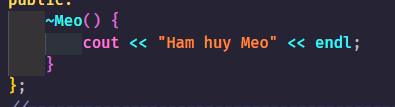 public:
~Meo() {
cout << "Ham huy Meo" << endl;
}
};
//